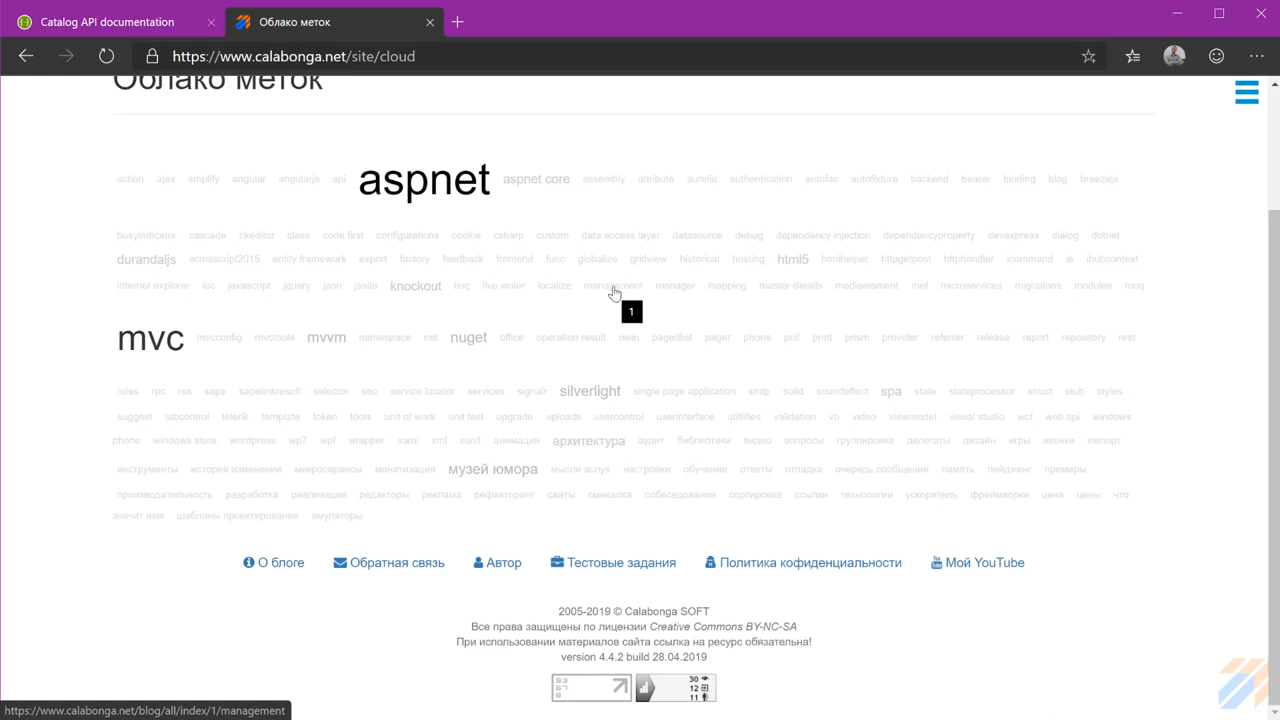 Catalog API documentation
Облако меток
https://www.calabonga.net/site/cloud
Облако меток
action ajax amplify angular angularjs api aspnet aspnet core assembly attribute aurelia authentication autofac autofixture backend bearer binding blog breezejs
busyindicator cascade ckeditor class code first configurations cookie csharp custom data access layer datasource debug dependency injection dependencyproperty devexpress dialog dotnet
durandaljs ecmascript2015 entity framework export factory feedback frontend func globalize gridview historical hosting html5 htmlhelper httpgetpost httphandler icommand ie ihubcontext
internet explorer ioc javascript jquery json jssite knockout linq live writer localize management manager mapping master-details mediaelement mef microservices migrations modules moq
1
mvc mvcconfig mvctools mvvm namespace net nuget office operation result owin pagedlist pager phone poll print prism provider referrer release report repository rest
roles rpc rss sape sapelinkresult selector seo service locator services signalr silverlight single page application smtp solid soundeffect spa state stateprocessor struct stub styles
suggest tabcontrol telerik template token tools unit of work unit test upgrade uploads usercontrol userinterface utilities validation vb video viewmodel visual studio wcf web api windows
phone windows store wordpress wp7 wpf wrapper xaml xml xunit анимация архитектура аудит библиотеки видео вопросы группировка делегаты дизайн игры иконки импорт
инструменты история изменений микросервисы монетизация музей юмора мысли вслух настройки обучение ответы отладка очередь сообщений память пейджинг примеры
производительность разработка реализация редакторы реклама рефакторинг сайты смекалка собеседование сортировка ссылки технологии ускоритель фреймворки цена цены что
значит имя шаблоны проектирования эмуляторы
О блоге Обратная связь Автор Тестовые задания Политика кофиденциальности Мой YouTube
2005-2019 © Calabonga SOFT
Все права защищены по лицензии Creative Commons BY-NC-SA
При использовании материалов сайта ссылка на ресурс обязательна!
version 4.4.2 build 28.04.2019
30
12
11
https://www.calabonga.net/blog/all/index/1/management